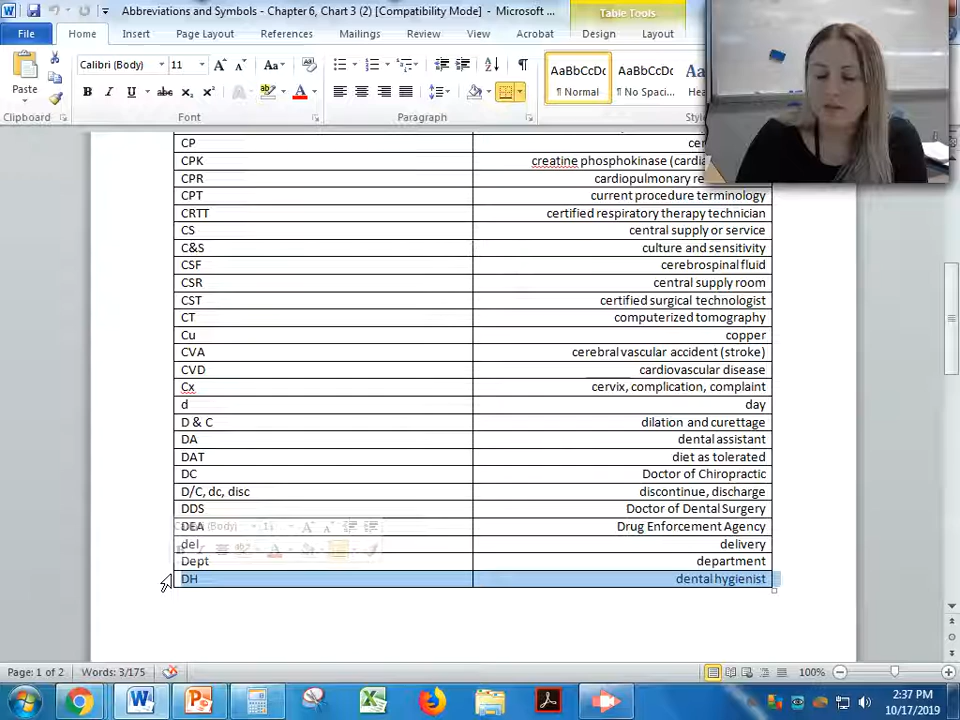 Abbreviations and Symbols - Chapter 6, Chart 3 (2) [Compatibility Mode] - Microsoft ...
Table Tools
File Home Insert Page Layout References Mailings Review View Acrobat Design Layout
Calibri (Body) 11
AaBbCcDc AaBbCcDc
Paste
¶ Normal ¶ No Spaci...
Clipboard Font Paragraph
CP
CPK creatine phosphokinase
CPR cardiopulmonary
CPT current procedure terminology
CRTT certified respiratory therapy technician
CS central supply or service
C&S culture and sensitivity
CSF cerebrospinal fluid
CSR central supply room
CST certified surgical technologist
CT computerized tomography
Cu copper
CVA cerebral vascular accident (stroke)
CVD cardiovascular disease
Cx cervix, complication, complaint
d day
D & C dilation and curettage
DA dental assistant
DAT diet as tolerated
DC Doctor of Chiropractic
D/C, dc, disc discontinue, discharge
DDS Doctor of Dental Surgery
DEA Drug Enforcement Agency
del delivery
Dept department
DH dental hygienist
Page: 1 of 2 Words: 3/175 100%
2:37 PM
10/17/2019